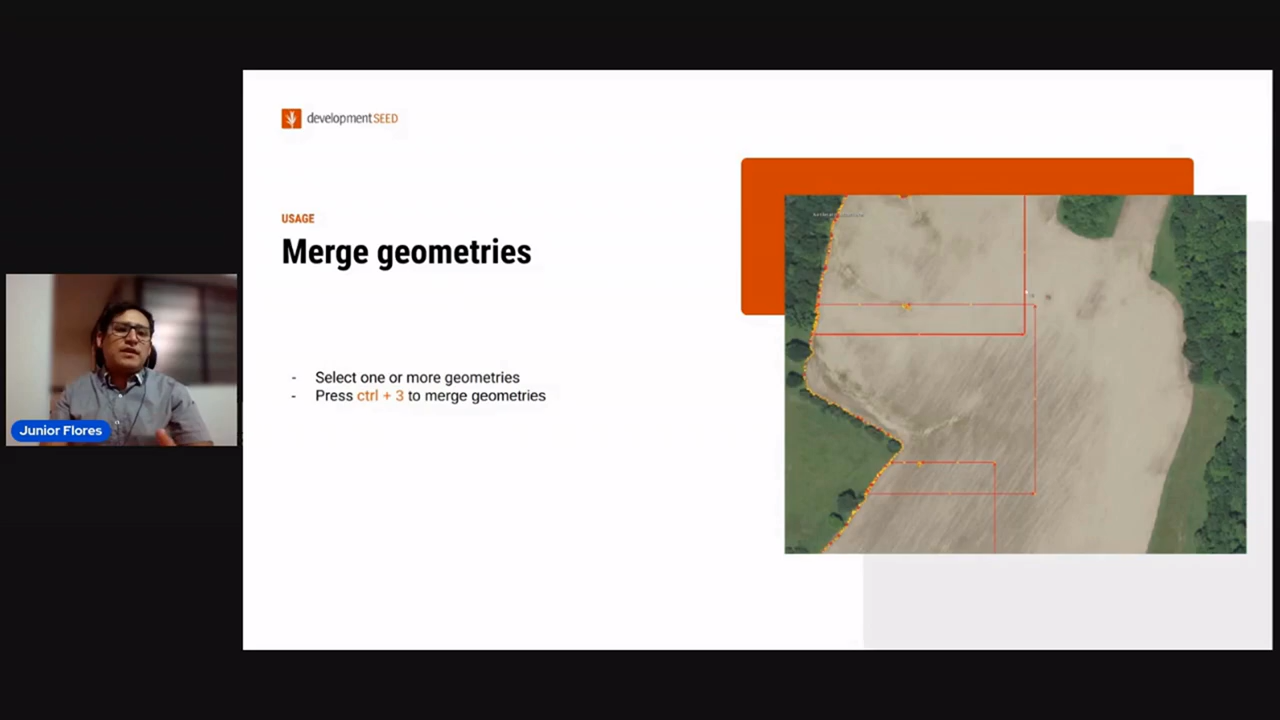 developmentSEED
USAGE
Merge geometries
- Select one or more geometries
- Press ctrl + 3 to merge geometries
Junior Flores